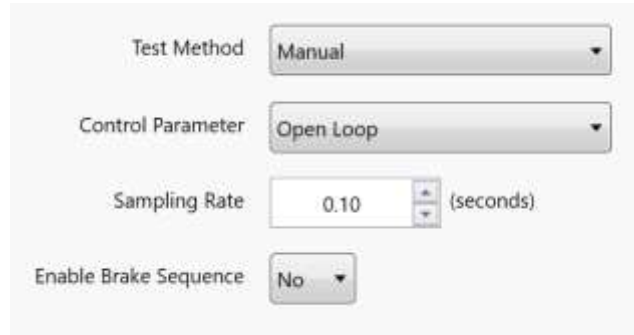 Test Method Manual
Control Parameter Open Loop
Sampling Rate 0.10 (seconds)
Enable Brake Sequence No